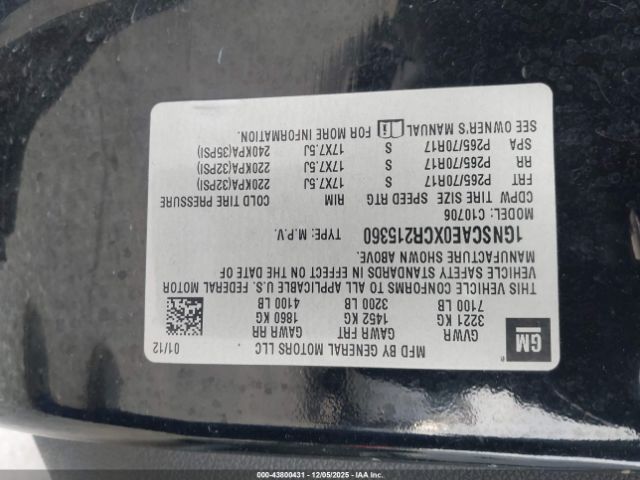 GM
MFD BY GENERAL MOTORS LLC 01/12
GVWR GAWR FRT GAWR RR
3221 KG 1452 KG 1860 KG
7100 LB 3200 LB 4100 LB
THIS VEHICLE CONFORMS TO ALL APPLICABLE U.S. FEDERAL MOTOR
VEHICLE SAFETY STANDARDS IN EFFECT ON THE DATE OF
MANUFACTURE SHOWN ABOVE.
1GNSCAE0XCR215360 TYPE: M.P.V.
MODEL: C10706
CDPW TIRE SIZE SPEED RTG RIM COLD TIRE PRESSURE
FRT P265/70R17 S 17X7.5J 220KPA(32PSI)
RR P265/70R17 S 17X7.5J 220KPA(32PSI)
SPA P265/70R17 S 17X7.5J 240KPA(35PSI)
SEE OWNER'S MANUAL FOR MORE INFORMATION.
000-43800431 - 12/05/2025 - IAA Inc.